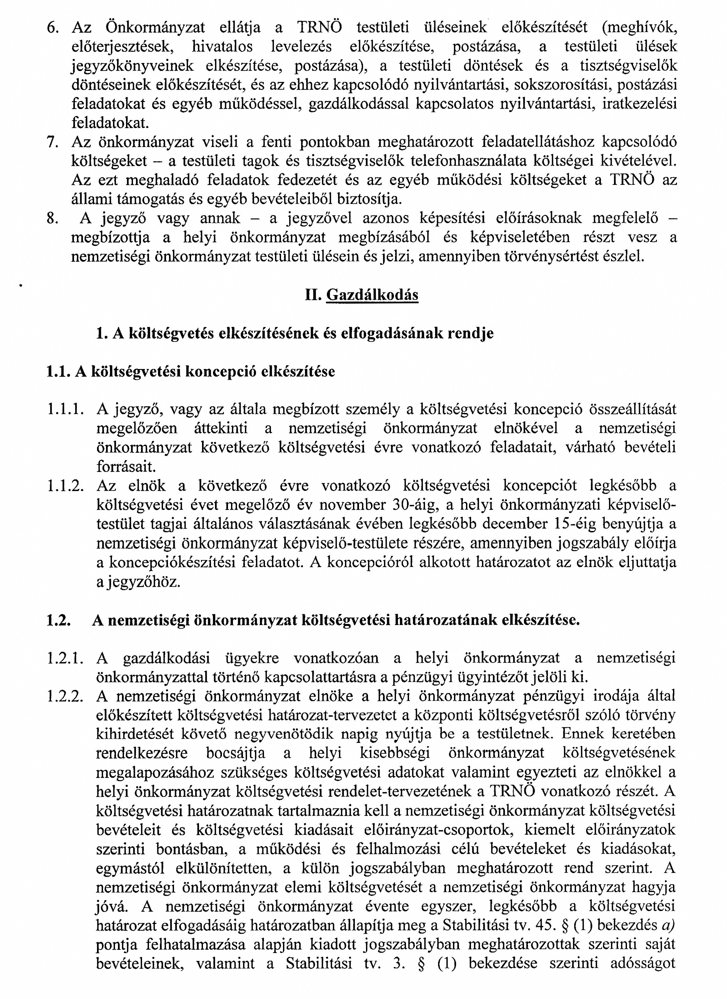 6. Az Önkormányzat ellátja a TRNÖ testületi üléseinek előkészítését (meghívók,
előterjesztések, hivatalos levelezés előkészítése, postázása, a testületi ülések
jegyzőkönyveinek elkészítése, postázása), a testületi döntések és a tisztségviselők
döntéseinek előkészítését, és az ehhez kapcsolódó nyilvántartási, sokszorosítási, postázási
feladatokat és egyéb működéssel, gazdálkodással kapcsolatos nyilvántartási, iratkezelési
feladatokat.
7. Az önkormányzat viseli a fenti pontokban meghatározott feladatellátáshoz kapcsolódó
költségeket – a testületi tagok és tisztségviselők telefonhasználata költségei kivételével.
Az ezt meghaladó feladatok fedezetét és az egyéb működési költségeket a TRNÖ az
állami támogatás és egyéb bevételeiből biztosítja.
8. A jegyző vagy annak – a jegyzővel azonos képesítési előírásoknak megfelelő –
megbízottja a helyi önkormányzat megbízásából és képviseletében részt vesz a
nemzetiségi önkormányzat testületi ülésein és jelzi, amennyiben törvénysértést észlel.
II. Gazdálkodás
1. A költségvetés elkészítésének és elfogadásának rendje
1.1. A költségvetési koncepció elkészítése
1.1.1. A jegyző, vagy az általa megbízott személy a költségvetési koncepció összeállítását
megelőzően áttekinti a nemzetiségi önkormányzat elnökével a nemzetiségi
önkormányzat következő költségvetési évre vonatkozó feladatait, várható bevételi
forrásait.
1.1.2. Az elnök a következő évre vonatkozó költségvetési koncepciót legkésőbb a
költségvetési évet megelőző év november 30-áig, a helyi önkormányzati képviselő-
testület tagjai általános választásának évében legkésőbb december 15-éig benyújtja a
nemzetiségi önkormányzat képviselő-testülete részére, amennyiben jogszabály előírja
a koncepciókészítési feladatot. A koncepcióról alkotott határozatot az elnök eljuttatja
a jegyzőhöz.
1.2. A nemzetiségi önkormányzat költségvetési határozatának elkészítése.
1.2.1. A gazdálkodási ügyekre vonatkozóan a helyi önkormányzat a nemzetiségi
önkormányzattal történő kapcsolattartásra a pénzügyi ügyintézőt jelöli ki.
1.2.2. A nemzetiségi önkormányzat elnöke a helyi önkormányzat pénzügyi irodája által
előkészített költségvetési határozat-tervezetet a központi költségvetésről szóló törvény
kihirdetését követő negyvenötödik napig nyújtja be a testületnek. Ennek keretében
rendelkezésre bocsájtja a helyi kisebbségi önkormányzat költségvetésének
megalapozásához szükséges költségvetési adatokat valamint egyezteti az elnökkel a
helyi önkormányzat költségvetési rendelet-tervezetének a TRNÖ vonatkozó részét. A
költségvetési határozatnak tartalmaznia kell a nemzetiségi önkormányzat költségvetési
bevételeit és költségvetési kiadásait előirányzat-csoportok, kiemelt előirányzatok
szerinti bontásban, a működési és felhalmozási célú bevételeket és kiadásokat,
egymástól elkülönítetten, a külön jogszabályban meghatározott rend szerint. A
nemzetiségi önkormányzat elemi költségvetését a nemzetiségi önkormányzat hagyja
jóvá. A nemzetiségi önkormányzat évente egyszer, legkésőbb a költségvetési
határozat elfogadásáig határozatban állapítja meg a Stabilitási tv. 45. § (1) bekezdés a)
pontja felhatalmazása alapján kiadott jogszabályban meghatározottak szerinti saját
bevételeinek, valamint a Stabilitási tv. 3. § (1) bekezdése szerinti adósságot